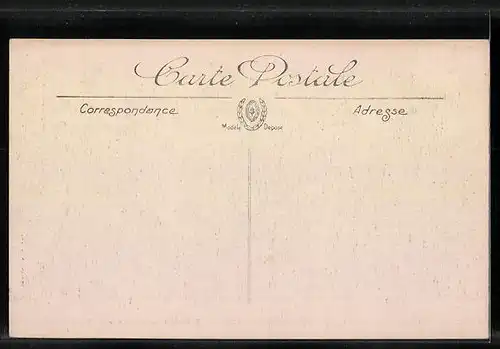 Carte Postale
Correspondance Adresse
Modèle Déposé